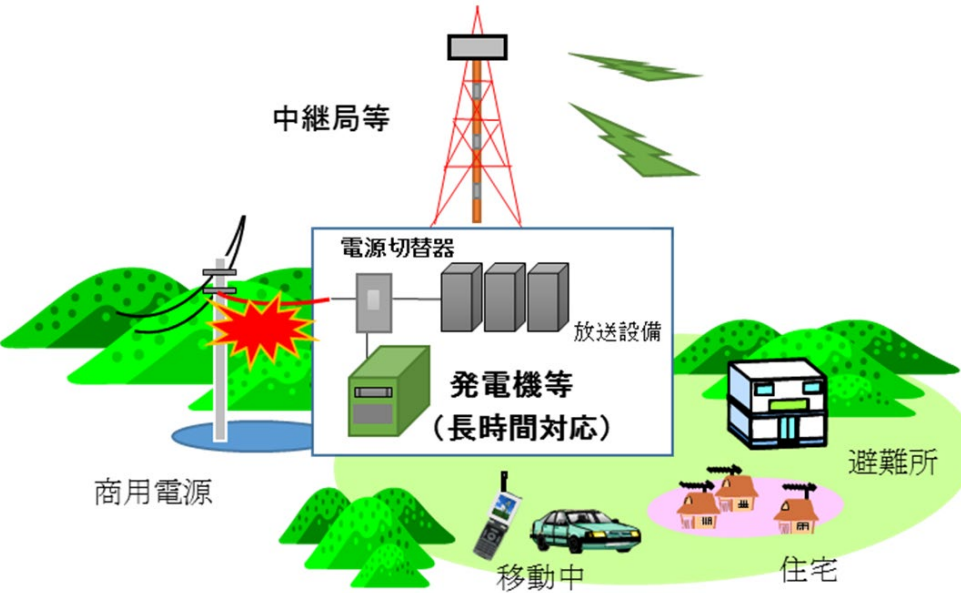 中継局等
電源切替器
放送設備
発電機等
（長時間対応）
商用電源
避難所
移動中
住宅